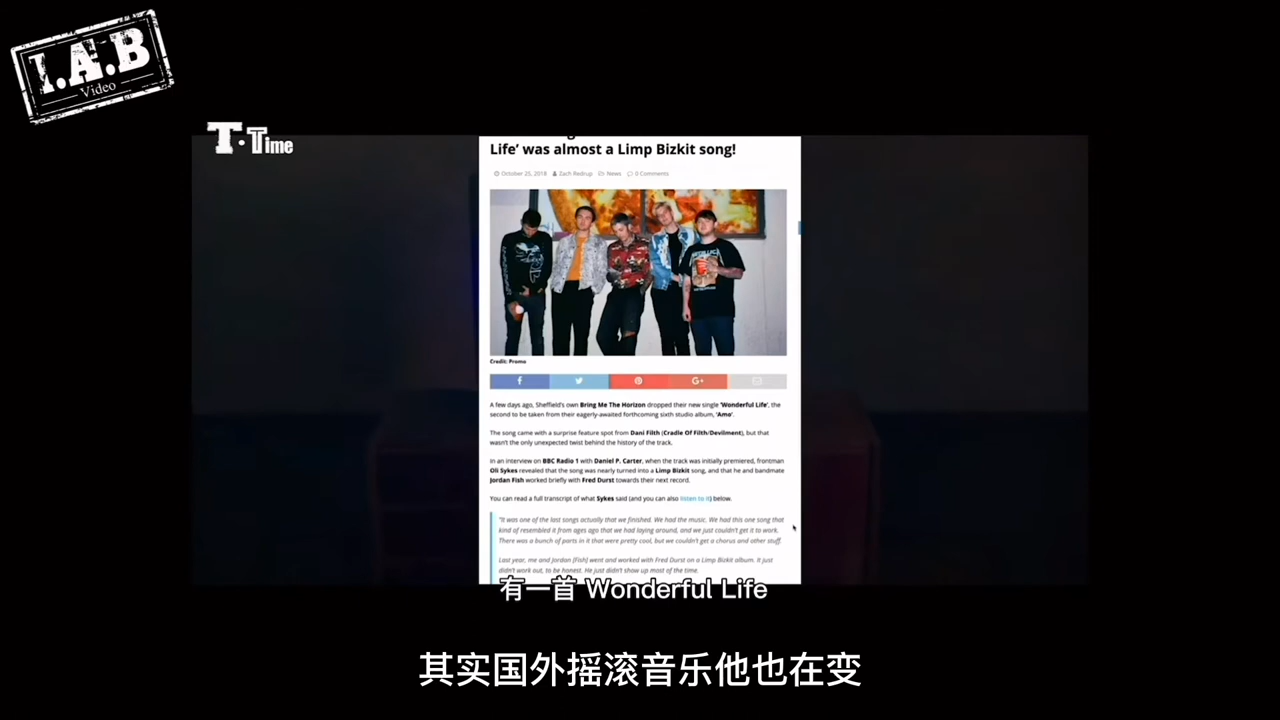 I.A.B
Video
T·Time
Life’ was almost a Limp Bizkit song!
October 25, 2018 Zach Redrup News 0 Comments
Credit: Promo
A few days ago, Sheffield's own Bring Me The Horizon dropped their new single 'Wonderful Life', the
second to be taken from their eagerly-awaited forthcoming sixth studio album, 'Amo'.
The song came with a surprise feature spot from Dani Filth (Cradle Of Filth/Devilment), but that
wasn't the only unexpected twist behind the history of the track.
In an interview on BBC Radio 1 with Daniel P. Carter, when the track was initially premiered, frontman
Oli Sykes revealed that the song was nearly turned into a Limp Bizkit song, and that he and bandmate
Jordan Fish worked briefly with Fred Durst towards their next record.
You can read a full transcript of what Sykes said (and you can also listen to it) below.
"It was one of the last songs actually that we finished. We had the music. We had this one song that
kind of resembled it from ages ago that we had laying around, and we just couldn't get it to work.
There was a bunch of parts in it that were pretty cool, but we couldn't get a chorus and other stuff.
Last year, me and Jordan [Fish] went and worked with Fred Durst on a Limp Bizkit album. It just
didn't work out, to be honest. He just didn't show up most of the time.
有一首 Wonderful Life
其实国外摇滚音乐他也在变